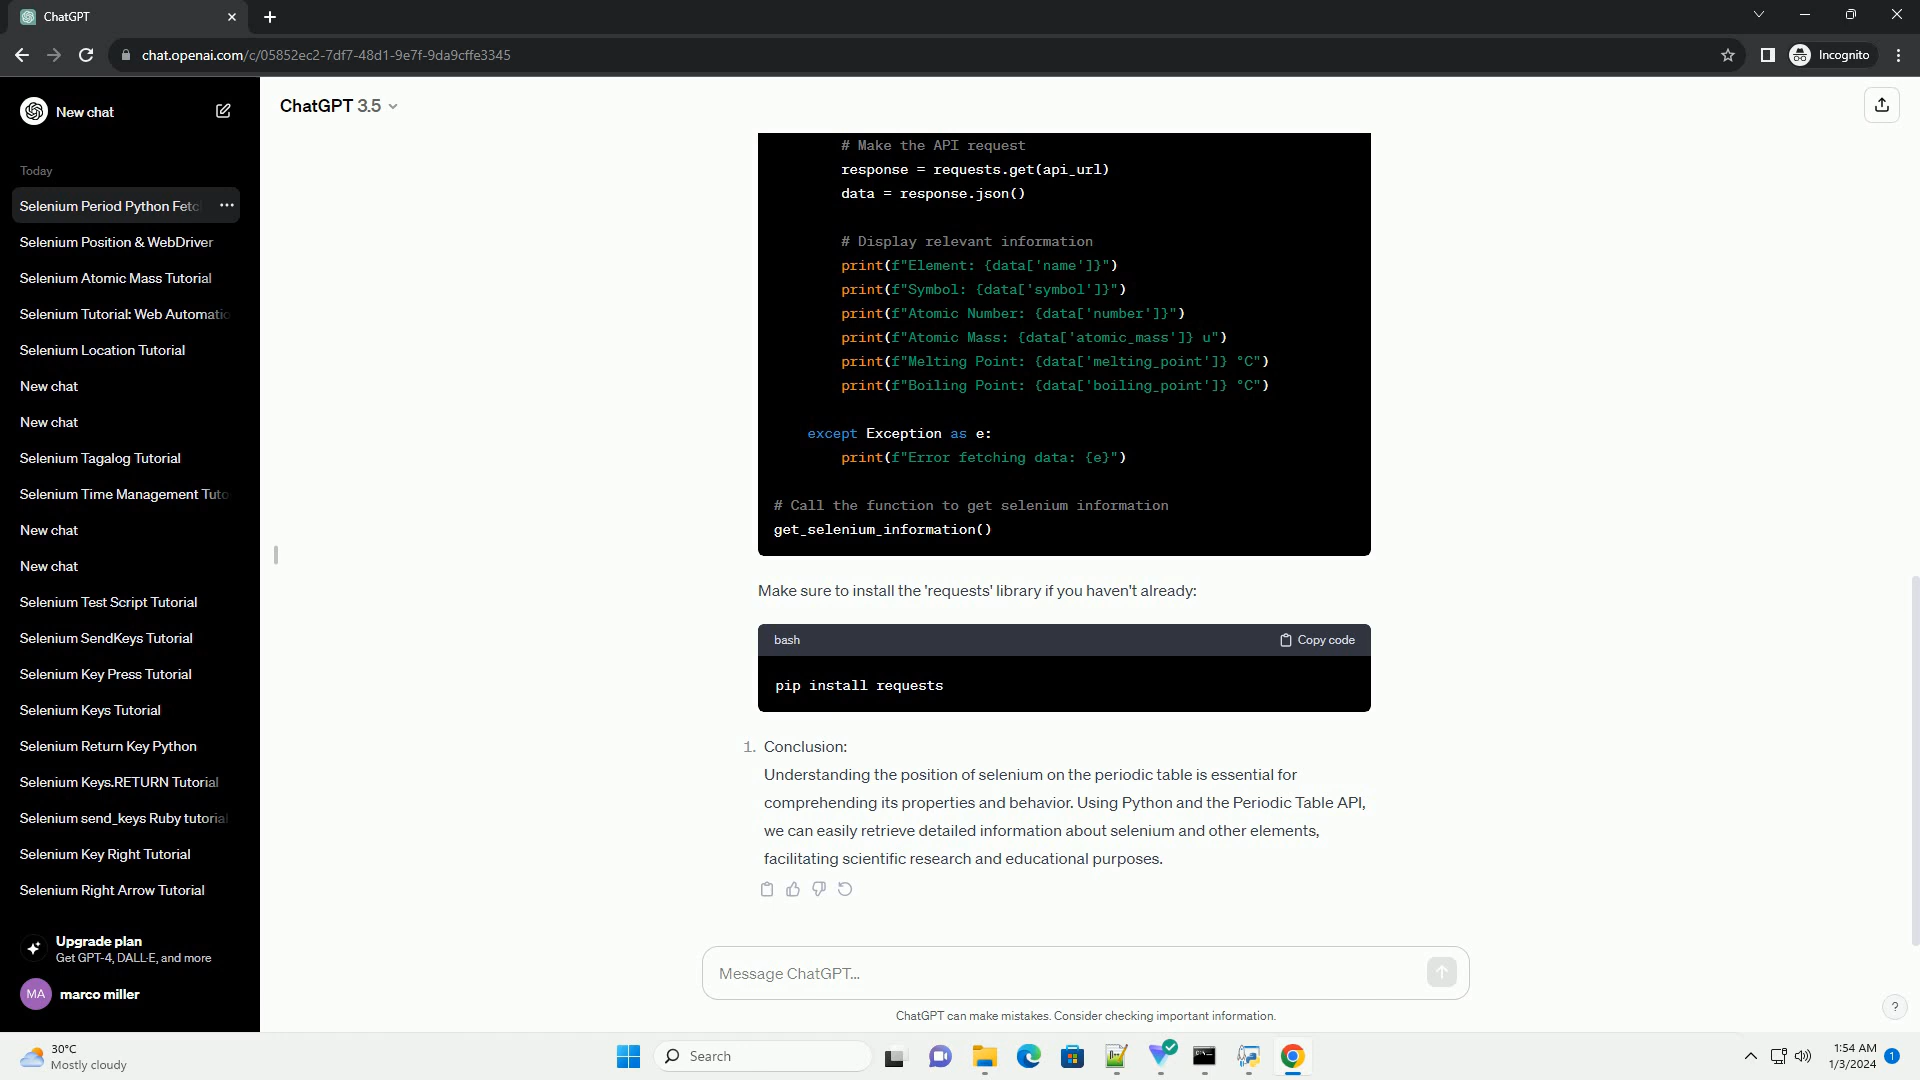 ChatGPT
chat.openai.com/c/05852ec2-7df7-48d1-9e7f-9da9cffe3345
Incognito
New chat
Today
Selenium Period Python Fetc
Selenium Position & WebDriver
Selenium Atomic Mass Tutorial
Selenium Tutorial: Web Automatio
Selenium Location Tutorial
New chat
New chat
Selenium Tagalog Tutorial
Selenium Time Management Tuto
New chat
New chat
Selenium Test Script Tutorial
Selenium SendKeys Tutorial
Selenium Key Press Tutorial
Selenium Keys Tutorial
Selenium Return Key Python
Selenium Keys.RETURN Tutorial
Selenium send_keys Ruby tutorial
Selenium Key Right Tutorial
Selenium Right Arrow Tutorial
Upgrade plan
Get GPT-4, DALL·E, and more
MA marco miller
ChatGPT 3.5
# Make the API request
response = requests.get(api_url)
data = response.json()
# Display relevant information
print(f"Element: {data['name']}")
print(f"Symbol: {data['symbol']}")
print(f"Atomic Number: {data['number']}")
print(f"Atomic Mass: {data['atomic_mass']} u")
print(f"Melting Point: {data['melting_point']} °C")
print(f"Boiling Point: {data['boiling_point']} °C")
except Exception as e:
print(f"Error fetching data: {e}")
# Call the function to get selenium information
get_selenium_information()
Make sure to install the 'requests' library if you haven't already:
bash Copy code
pip install requests
1. Conclusion:
Understanding the position of selenium on the periodic table is essential for
comprehending its properties and behavior. Using Python and the Periodic Table API,
we can easily retrieve detailed information about selenium and other elements,
facilitating scientific research and educational purposes.
Message ChatGPT...
ChatGPT can make mistakes. Consider checking important information.
?
30°C
Mostly cloudy
Search
1:54 AM
1/3/2024
1